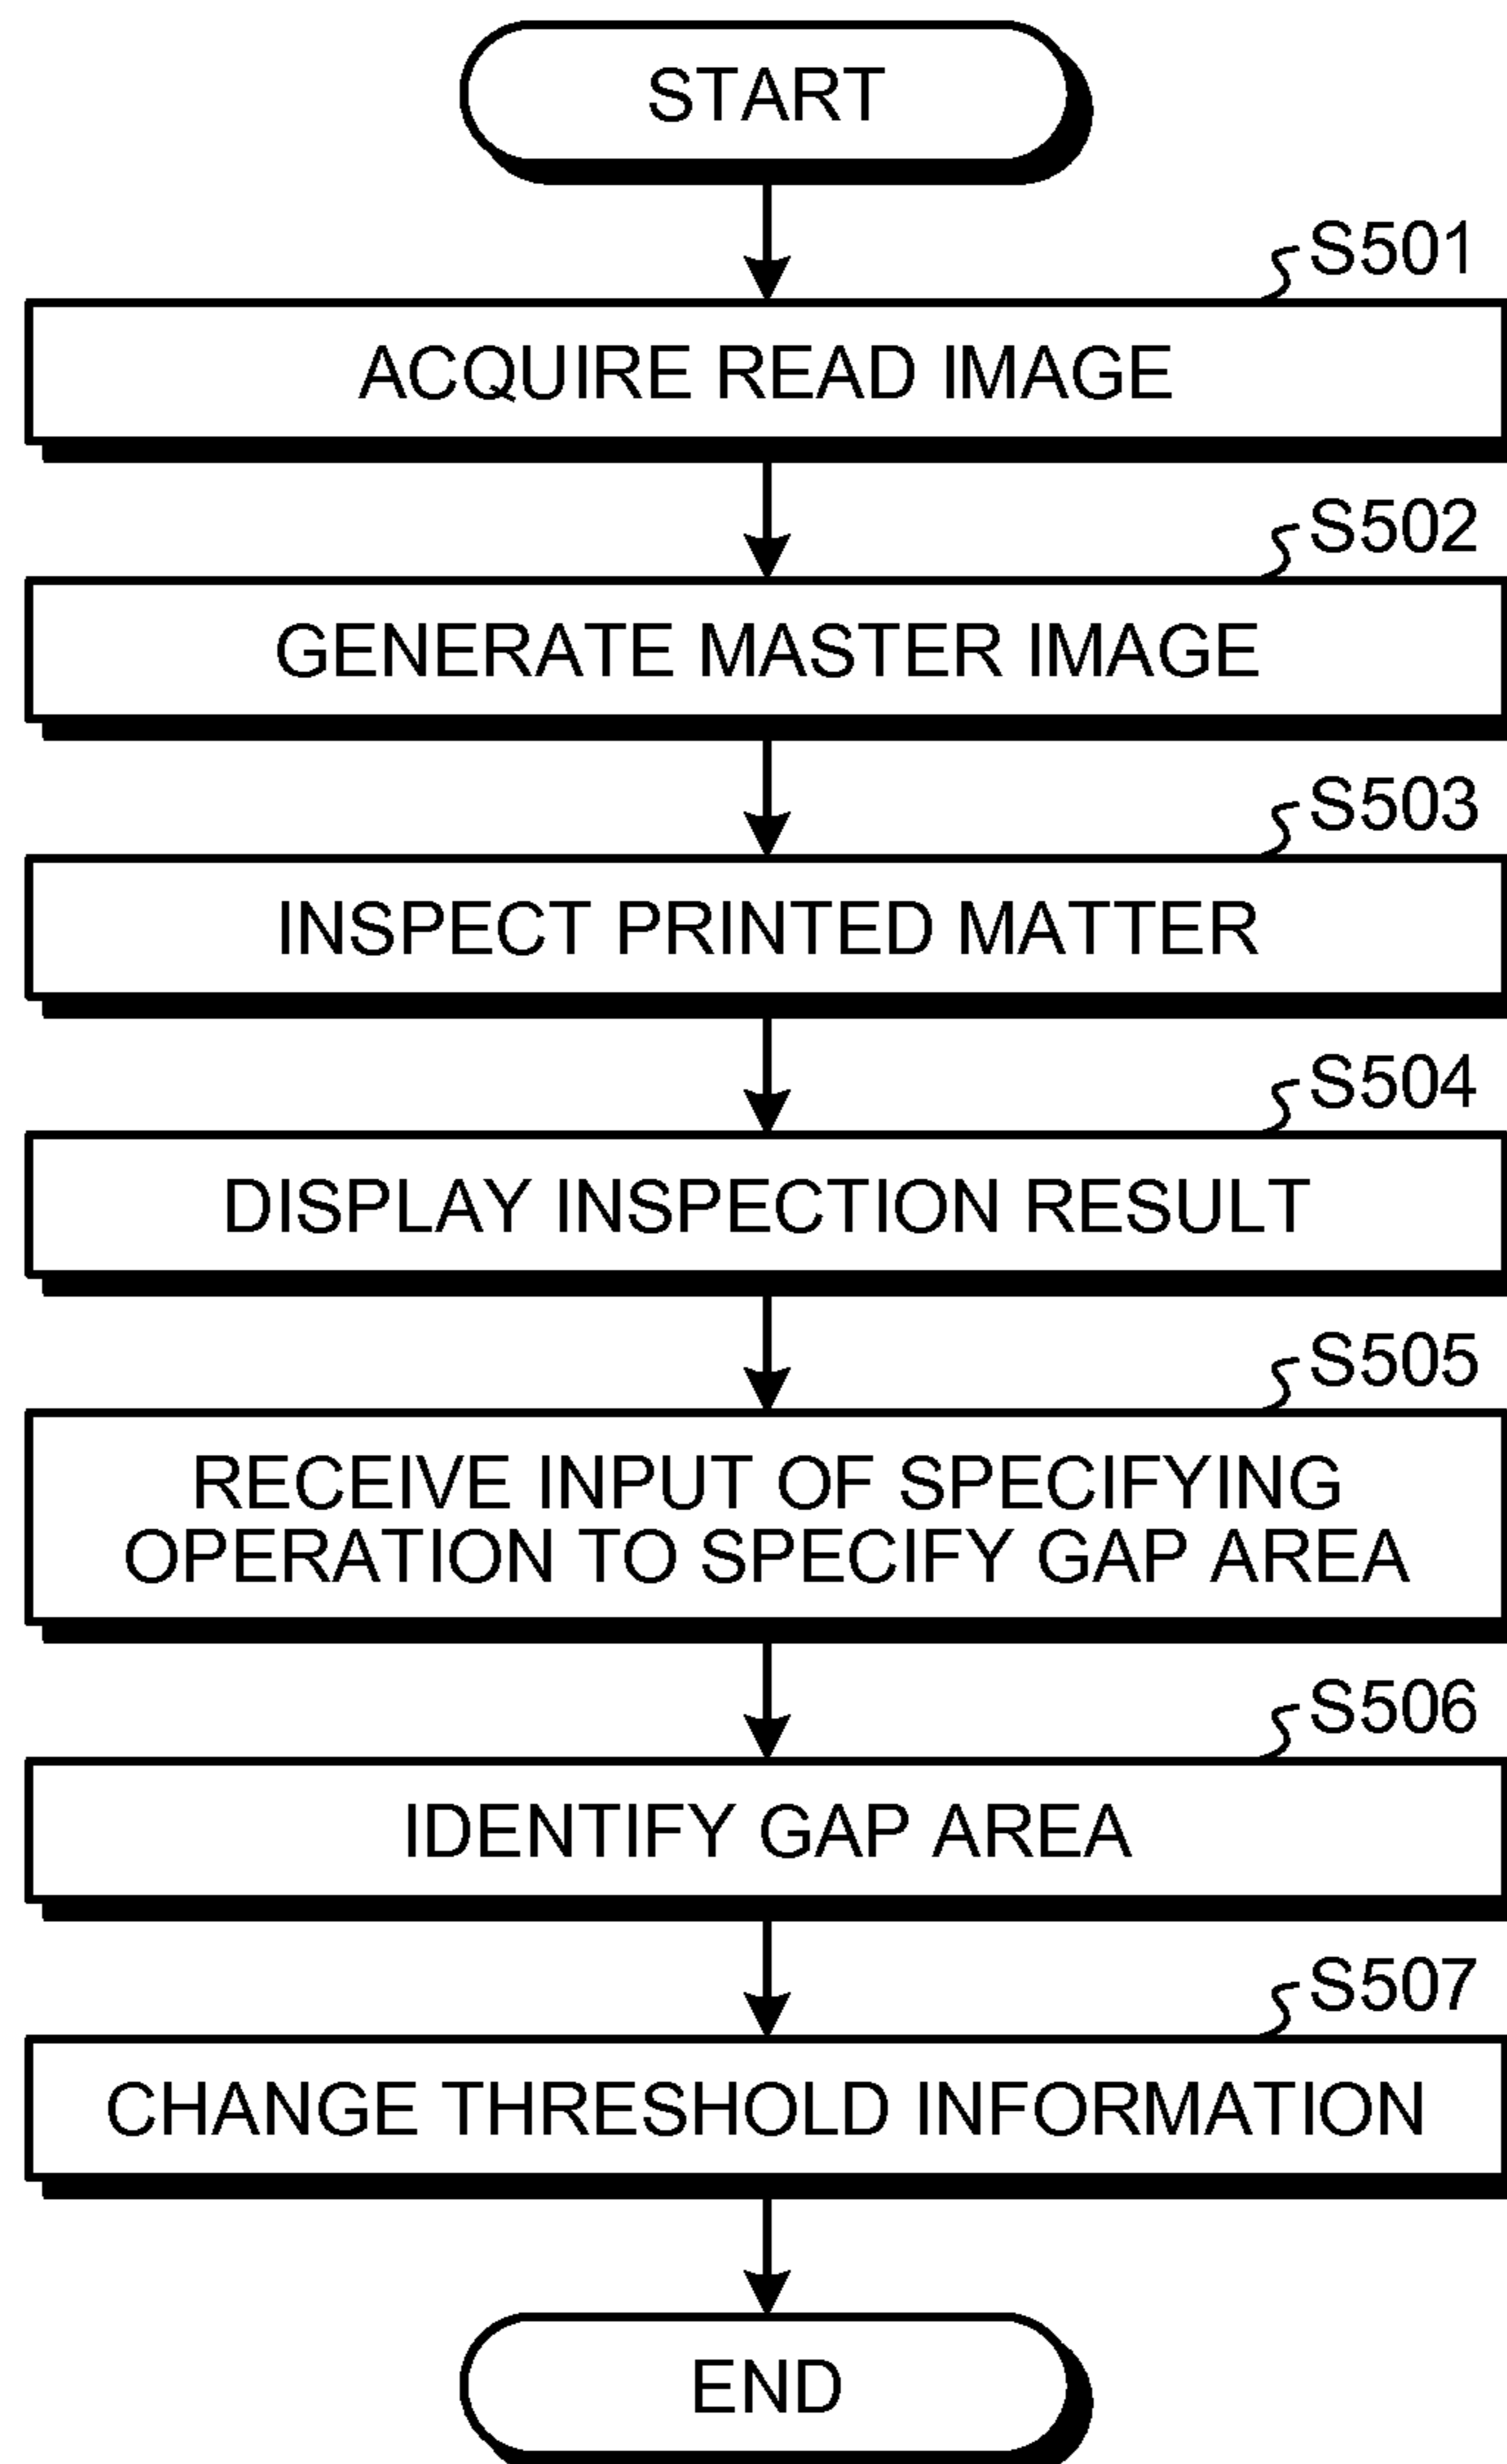 START
S501
ACQUIRE READ IMAGE
S502
GENERATE MASTER IMAGE
S503
INSPECT PRINTED MATTER
S504
DISPLAY INSPECTION RESULT
S505
RECEIVE INPUT OF SPECIFYING
OPERATION TO SPECIFY GAP AREA
S506
IDENTIFY GAP AREA
S507
CHANGE THRESHOLD INFORMATION
END